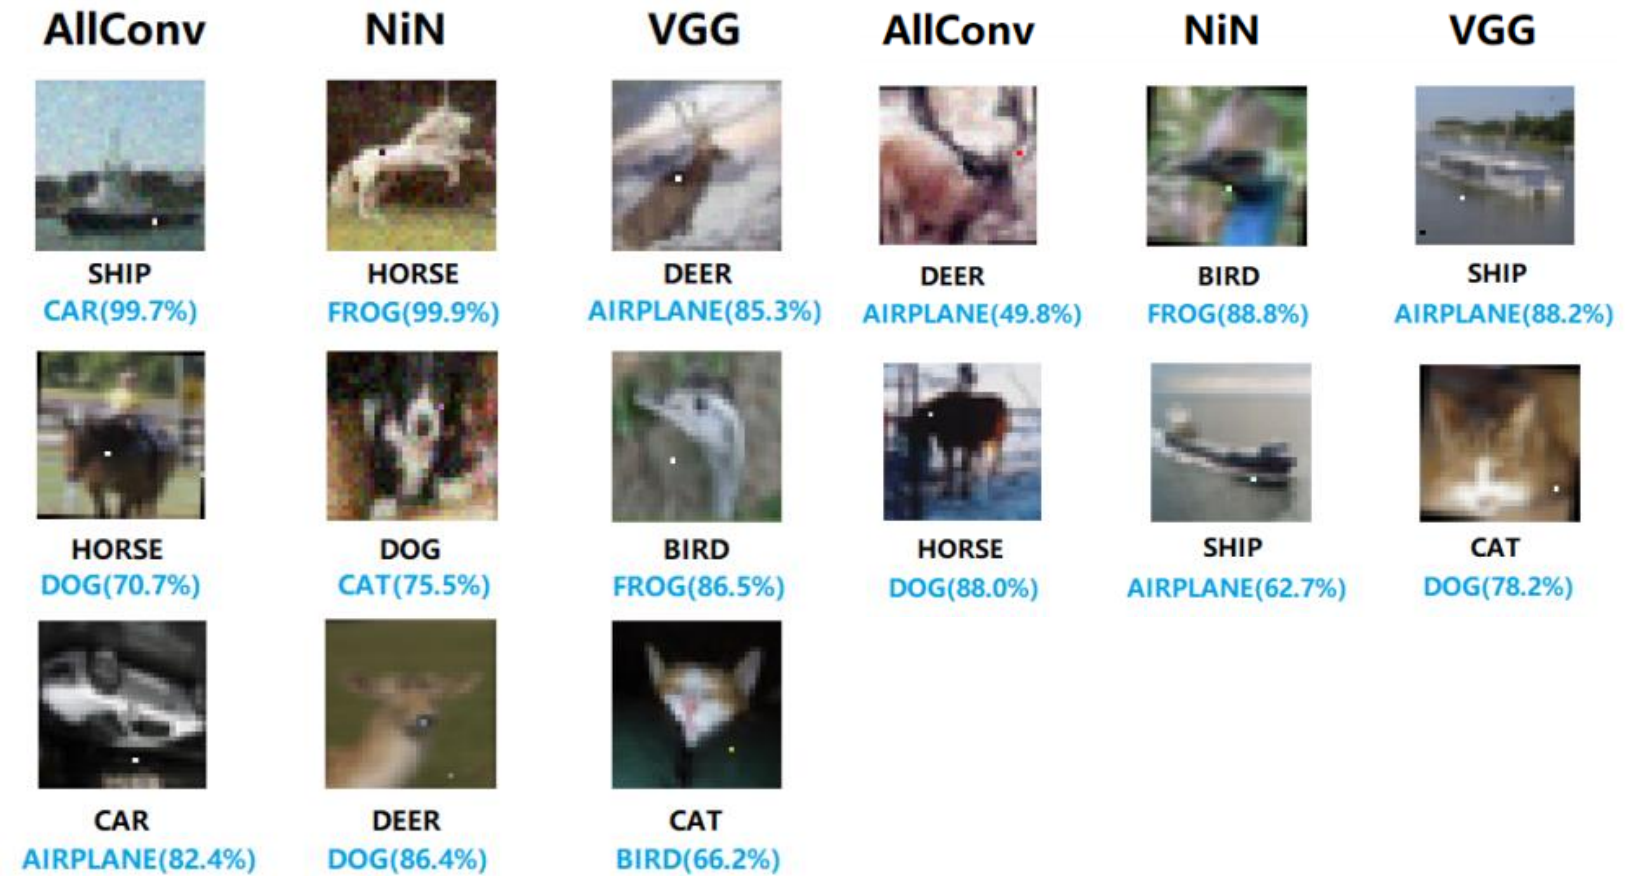 AllConv NiN VGG AllConv NiN VGG
SHIP HORSE DEER DEER BIRD SHIP
CAR(99.7%) FROG(99.9%) AIRPLANE(85.3%) AIRPLANE(49.8%) FROG(88.8%) AIRPLANE(88.2%)
HORSE DOG BIRD HORSE SHIP CAT
DOG(70.7%) CAT(75.5%) FROG(86.5%) DOG(88.0%) AIRPLANE(62.7%) DOG(78.2%)
CAR DEER CAT
AIRPLANE(82.4%) DOG(86.4%) BIRD(66.2%)